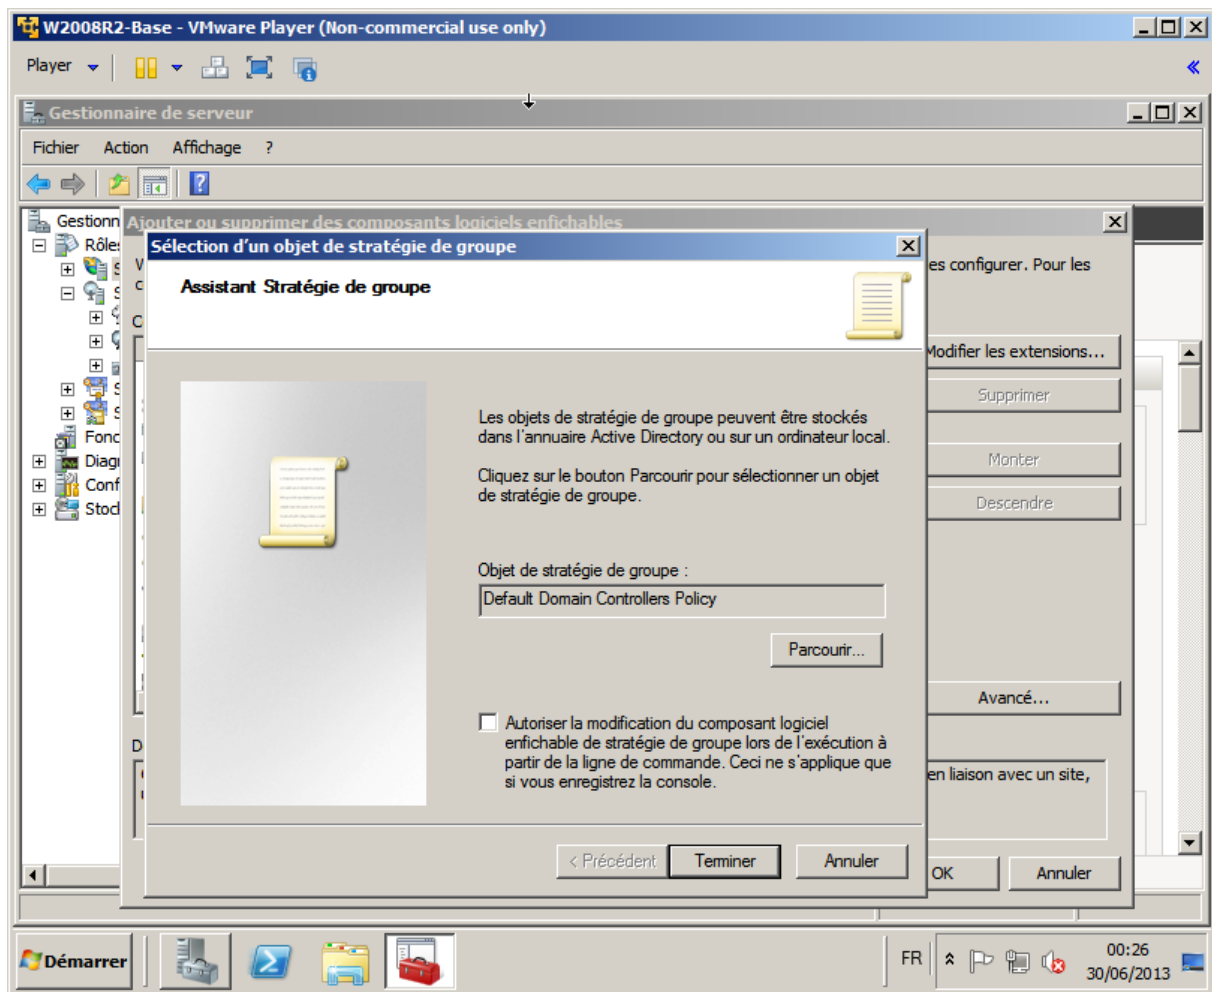 W2008R2-Base - VMware Player (Non-commercial use only)
Player
Gestionnaire de serveur
Fichier Action Affichage ?
Gestionn
Ajouter ou supprimer des composants logiciels enfichables
Rôles
Sélection d'un objet de stratégie de groupe
es configurer. Pour les
Assistant Stratégie de groupe
Modifier les extensions...
Supprimer
Les objets de stratégie de groupe peuvent être stockés
dans l'annuaire Active Directory ou sur un ordinateur local.
Fonc
Monter
Diag
Cliquez sur le bouton Parcourir pour sélectionner un objet
de stratégie de groupe.
Conf
Descendre
Stoc
Objet de stratégie de groupe :
Default Domain Controllers Policy
Parcourir...
Avancé...
Autoriser la modification du composant logiciel
enfichable de stratégie de groupe lors de l'exécution à
partir de la ligne de commande. Ceci ne s'applique que
si vous enregistrez la console.
en liaison avec un site,
< Précédent Terminer Annuler
OK Annuler
Démarrer
FR
00:26
30/06/2013